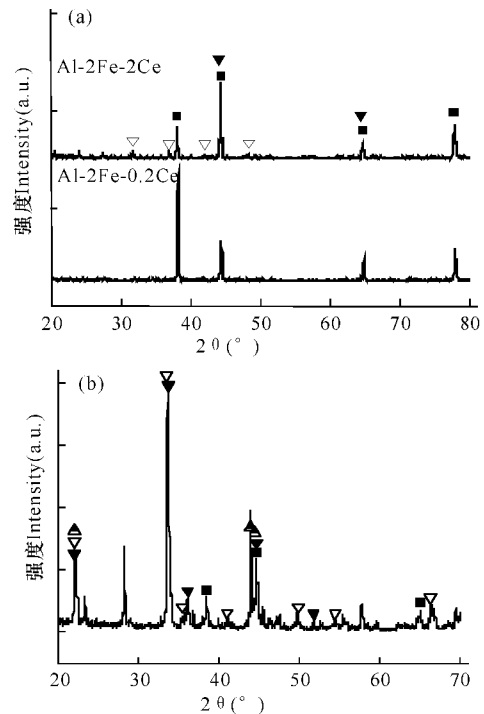 (a)
Al-2Fe-2Ce
Al-2Fe-0.2Ce
强度Intensity(a.u.)
20 30 40 50 60 70 80
2 θ(°)
(b)
强度Intensity(a.u.)
20 30 40 50 60 70
2 θ(°)